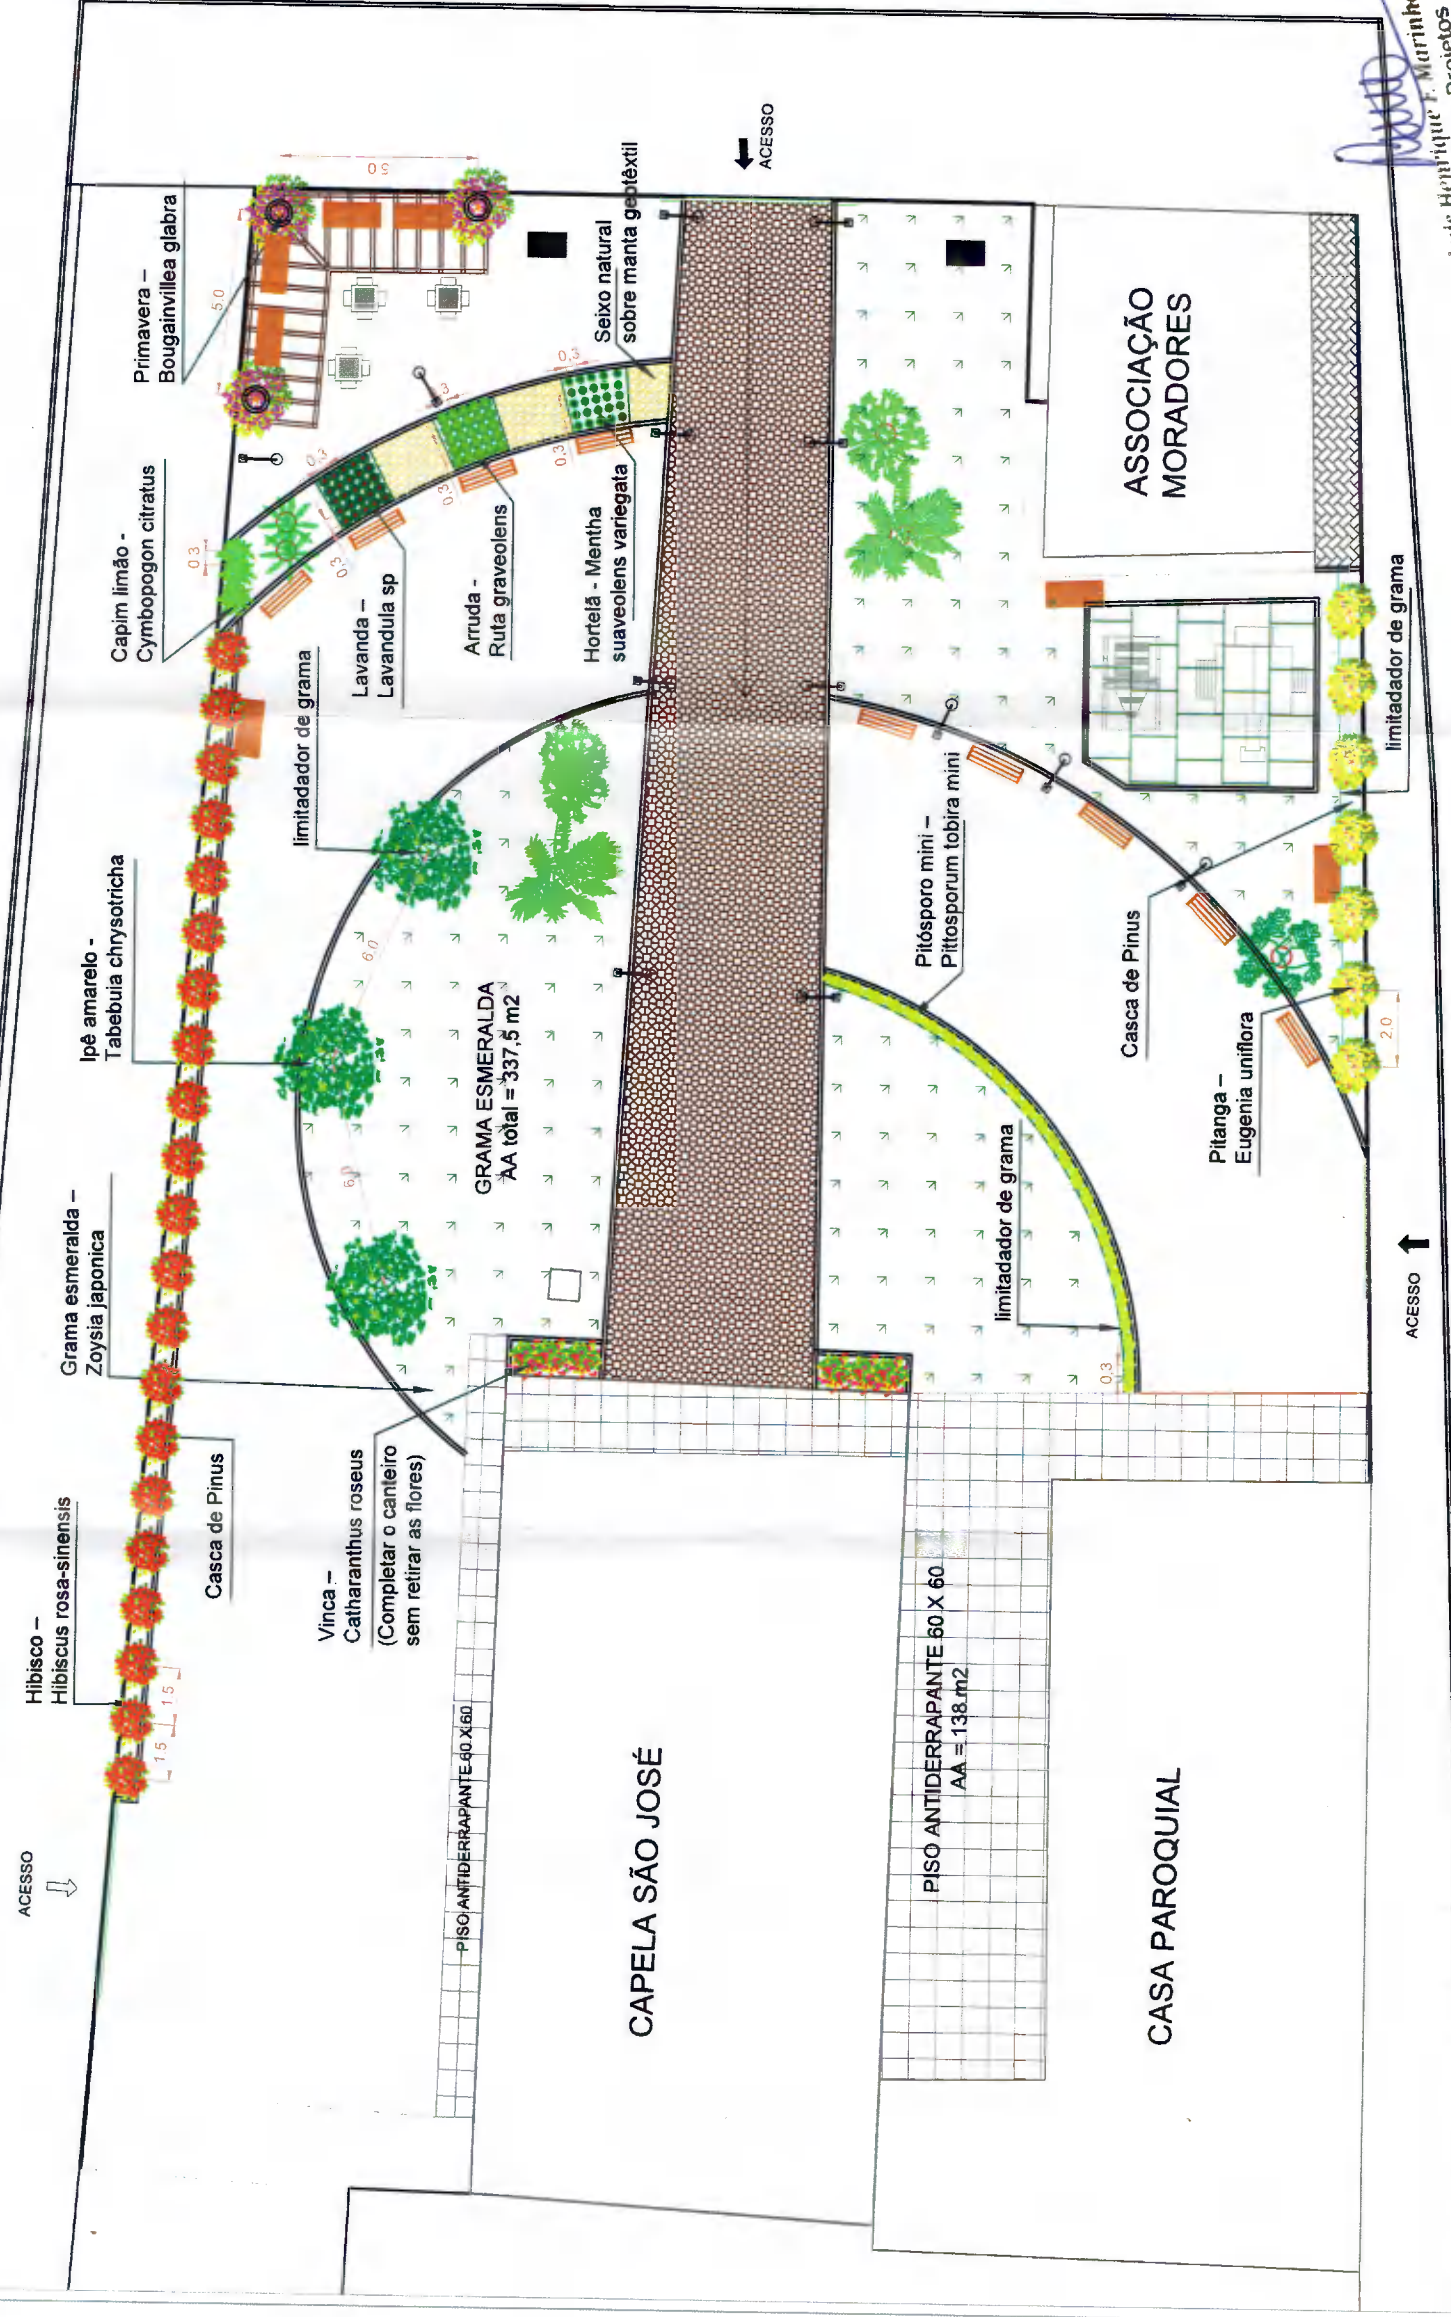 Hibisco –
Hibiscus rosa-sinensis
Grama esmeralda –
Zoysia japonica
Ipê amarelo -
Tabebuia chrysotricha
Capim limão -
Cymbopogon citratus
Primavera –
Bougainvillea glabra
ACESSO
1.5
1.5
Casca de Pinus
Vinca –
Catharanthus roseus
(Completar o canteiro
sem retirar as flores)
limitadador de grama
Lavanda –
Lavandula sp
Arruda -
Ruta graveolens
Hortelã - Mentha
suaveolens variegata
Seixo natural
sobre manta geotêxtil
5.0
5.0
0.3
0.3
0.3
0.3
0.3
0.3
6.0
6.0
GRAMA ESMERALDA
AA total = 337,5 m2
ACESSO
PISO ANTIDERRAPANTE 60 X 60
CAPELA SÃO JOSÉ
PISO ANTIDERRAPANTE 60 X 60
AA = 138 m2
CASA PAROQUIAL
Pitósporo mini –
Pittosporum tobira mini
limitadador de grama
0,3
Casca de Pinus
Pitanga –
Eugenia uniflora
2,0
ASSOCIAÇÃO
MORADORES
limitadador de grama
ACESSO
Henrique F. Marinho
Projetos